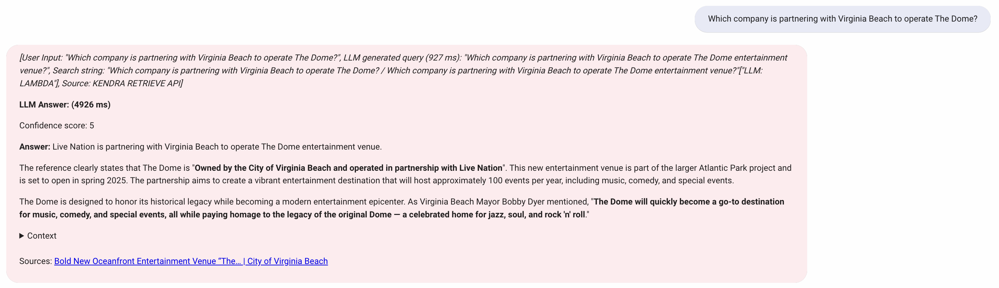 Which company is partnering with Virginia Beach to operate The Dome?
[User Input: "Which company is partnering with Virginia Beach to operate The Dome?", LLM generated query (927 ms): "Which company is partnering with Virginia Beach to operate The Dome entertainment
venue?", Search string: "Which company is partnering with Virginia Beach to operate The Dome? / Which company is partnering with Virginia Beach to operate The Dome entertainment venue?"["LLM:
LAMBDA"], Source: KENDRA RETRIEVE API]
LLM Answer: (4926 ms)
Confidence score: 5
Answer: Live Nation is partnering with Virginia Beach to operate The Dome entertainment venue.
The reference clearly states that The Dome is "Owned by the City of Virginia Beach and operated in partnership with Live Nation". This new entertainment venue is part of the larger Atlantic Park project and
is set to open in spring 2025. The partnership aims to create a vibrant entertainment destination that will host approximately 100 events per year, including music, comedy, and special events.
The Dome is designed to honor its historical legacy while becoming a modern entertainment epicenter. As Virginia Beach Mayor Bobby Dyer mentioned, "The Dome will quickly become a go-to destination
for music, comedy, and special events, all while paying homage to the legacy of the original Dome — a celebrated home for jazz, soul, and rock 'n' roll."
▶ Context
Sources: Bold New Oceanfront Entertainment Venue “The… | City of Virginia Beach